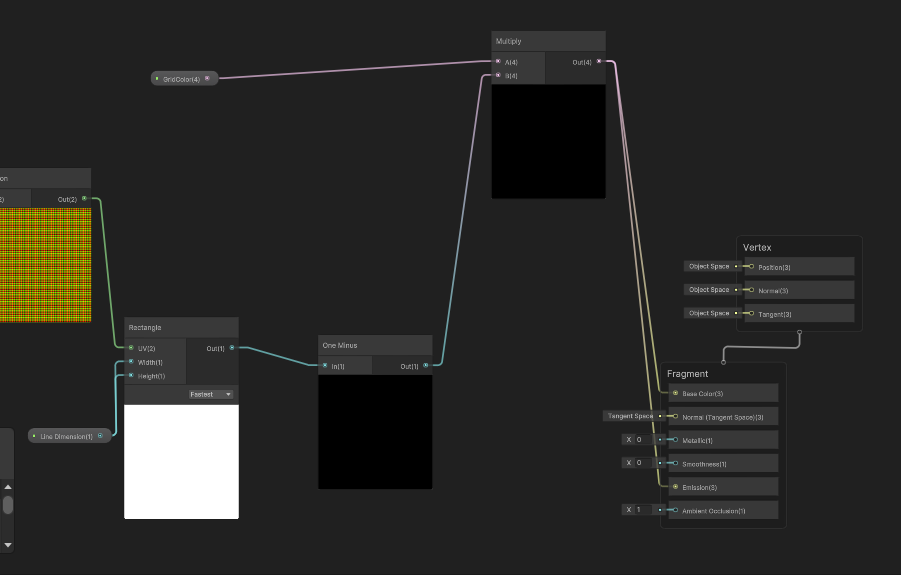 Multiply
A(4)
Out(4)
B(4)
GridColor(4)
on
Out(2)
Vertex
Object Space
Position(3)
Object Space
Normal(3)
Object Space
Tangent(3)
Rectangle
UV(2)
Out(1)
Width(1)
Height(1)
Fastest
One Minus
In(1)
Out(1)
Line Dimension(1)
Fragment
Base Color(3)
Tangent Space
Normal (Tangent Space)(3)
X 0
Metallic(1)
X 0
Smoothness(1)
Emission(3)
X 1
Ambient Occlusion(1)